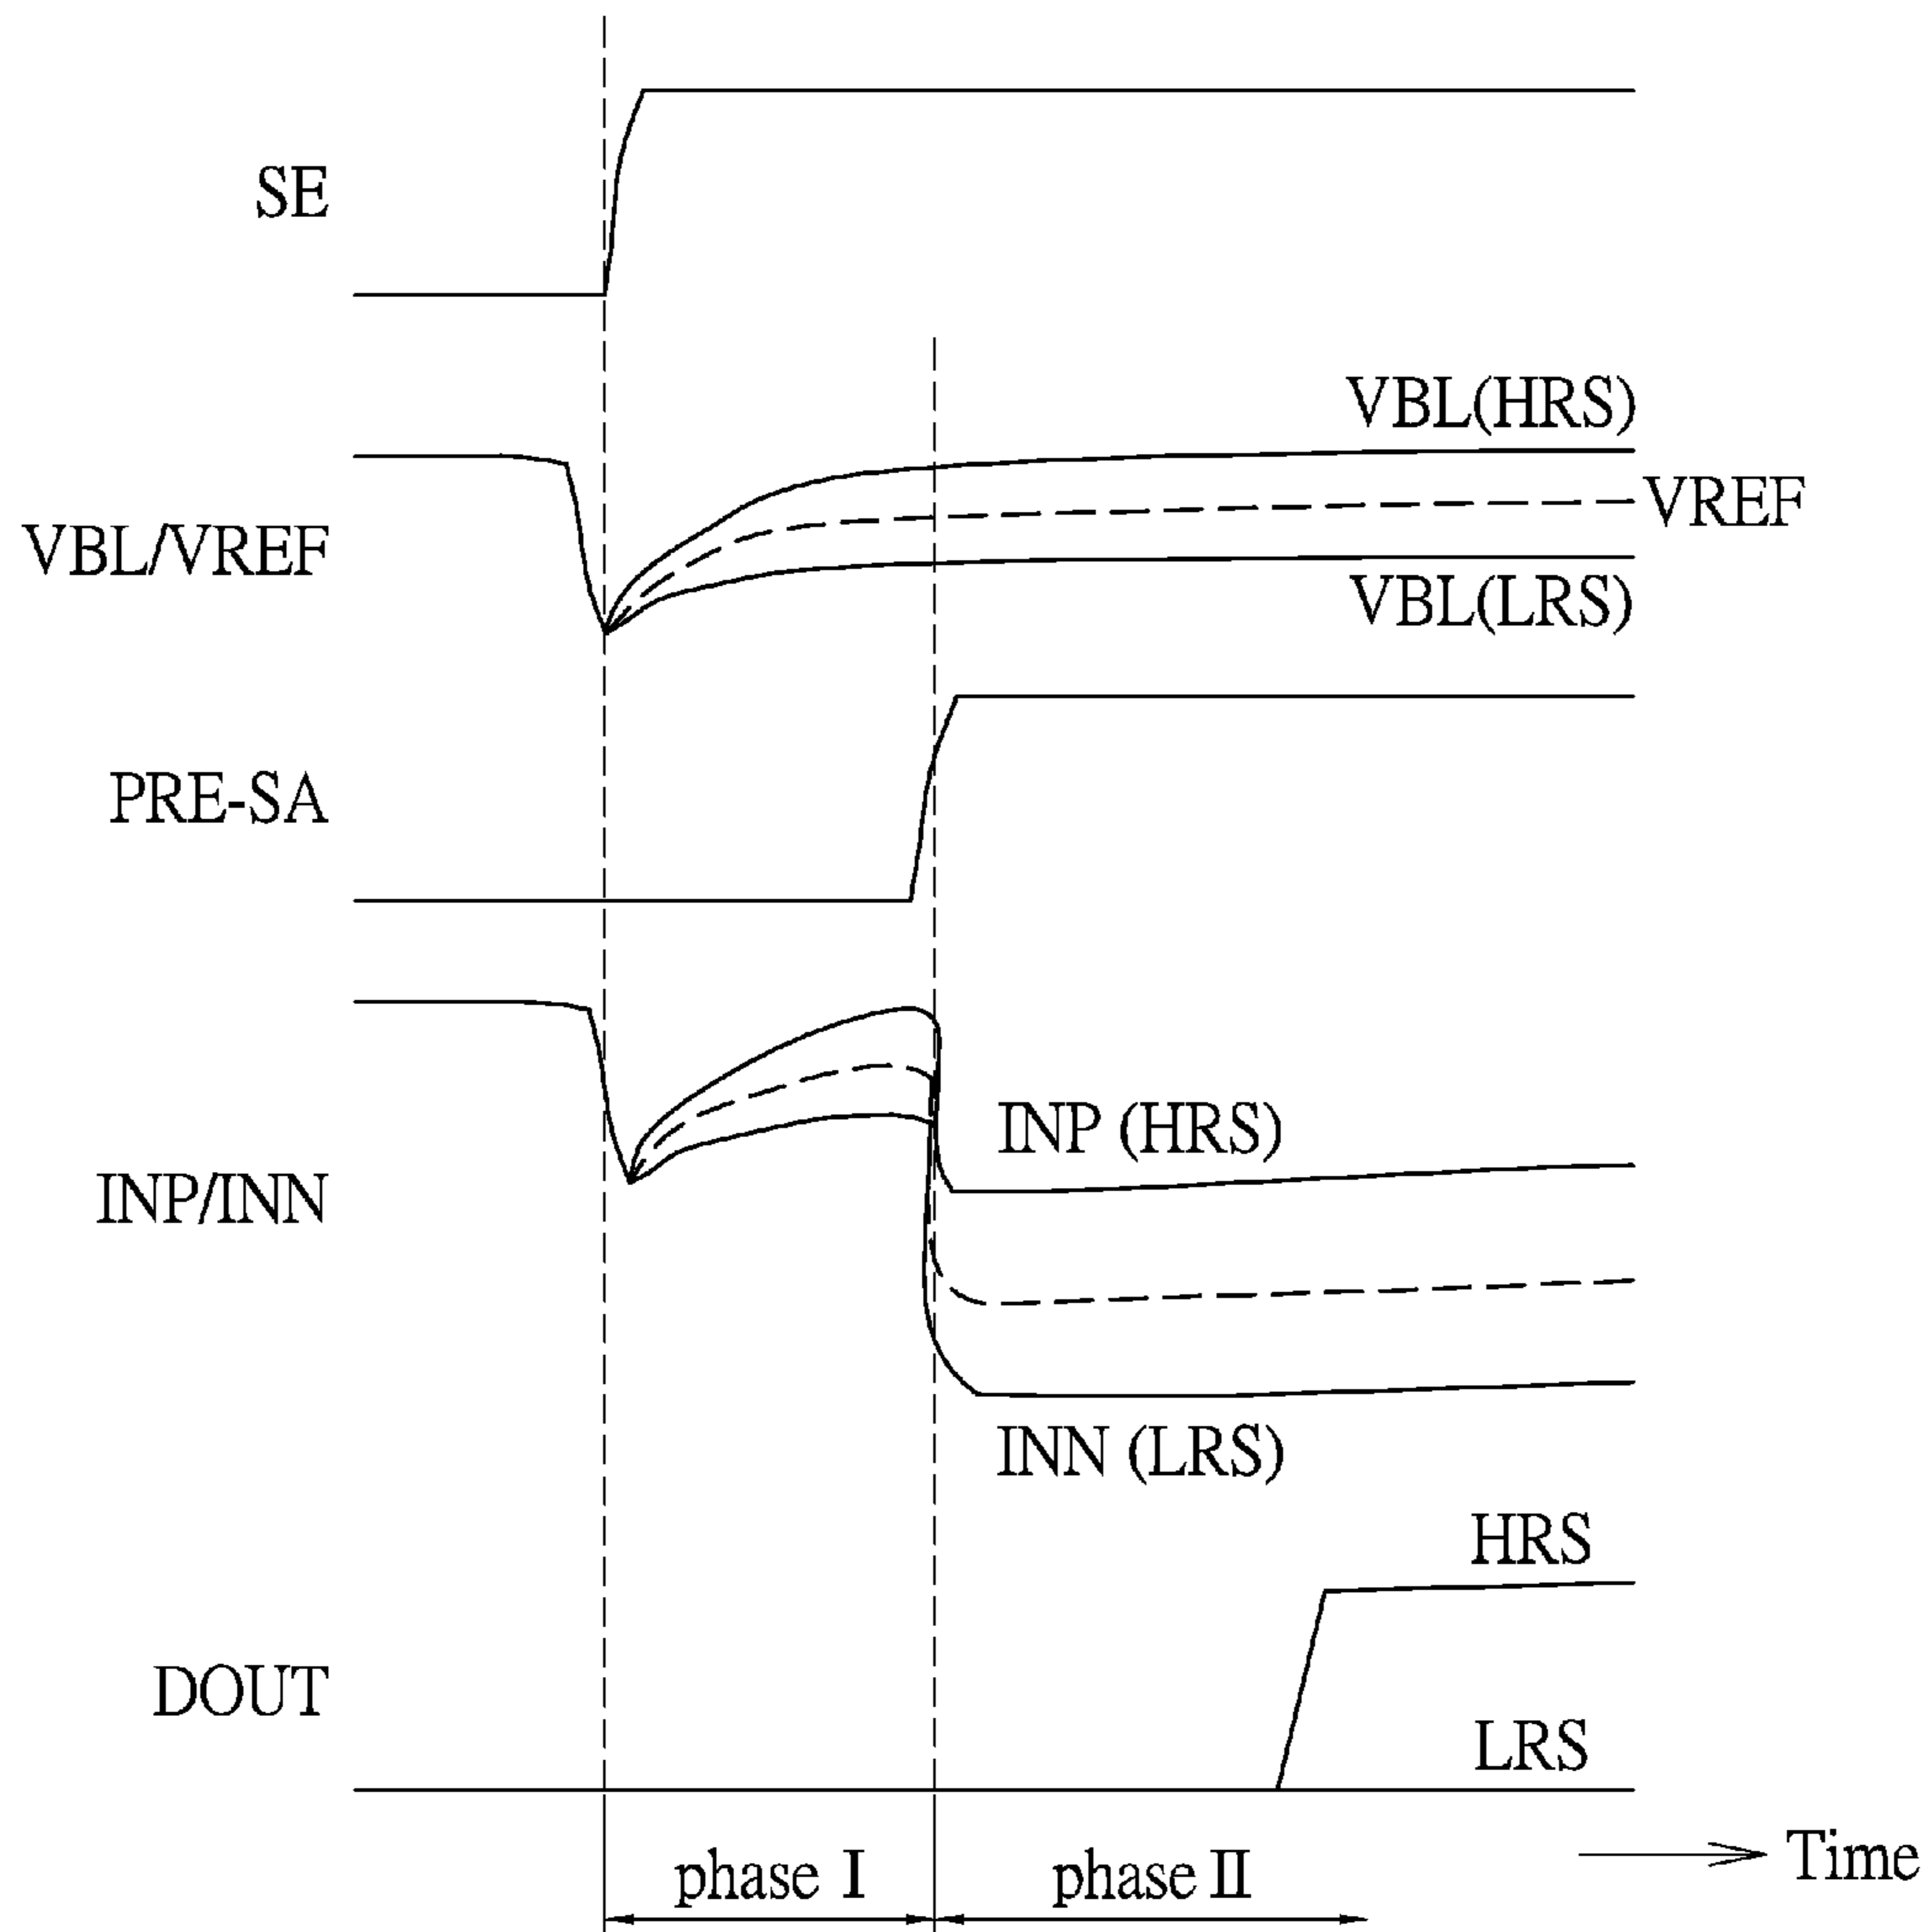 SE
VBL(HRS)
VREF
VBL/VREF
VBL(LRS)
PRE-SA
INP (HRS)
INP/INN
INN (LRS)
HRS
DOUT
LRS
Time
phase I
phase II